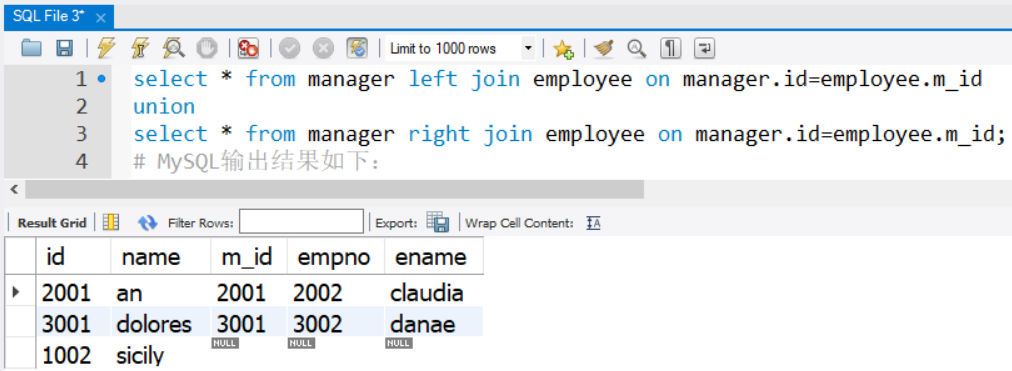 SQL File 3*
Limit to 1000 rows
1 select * from manager left join employee on manager.id=employee.m_id
2 union
3 select * from manager right join employee on manager.id=employee.m_id;
4 # MySQL输出结果如下:
Result Grid Filter Rows: Export: Wrap Cell Content: IA
id name m_id empno ename
2001 an 2001 2002 claudia
3001 dolores 3001 3002 danae
1002 sicily NULL NULL NULL